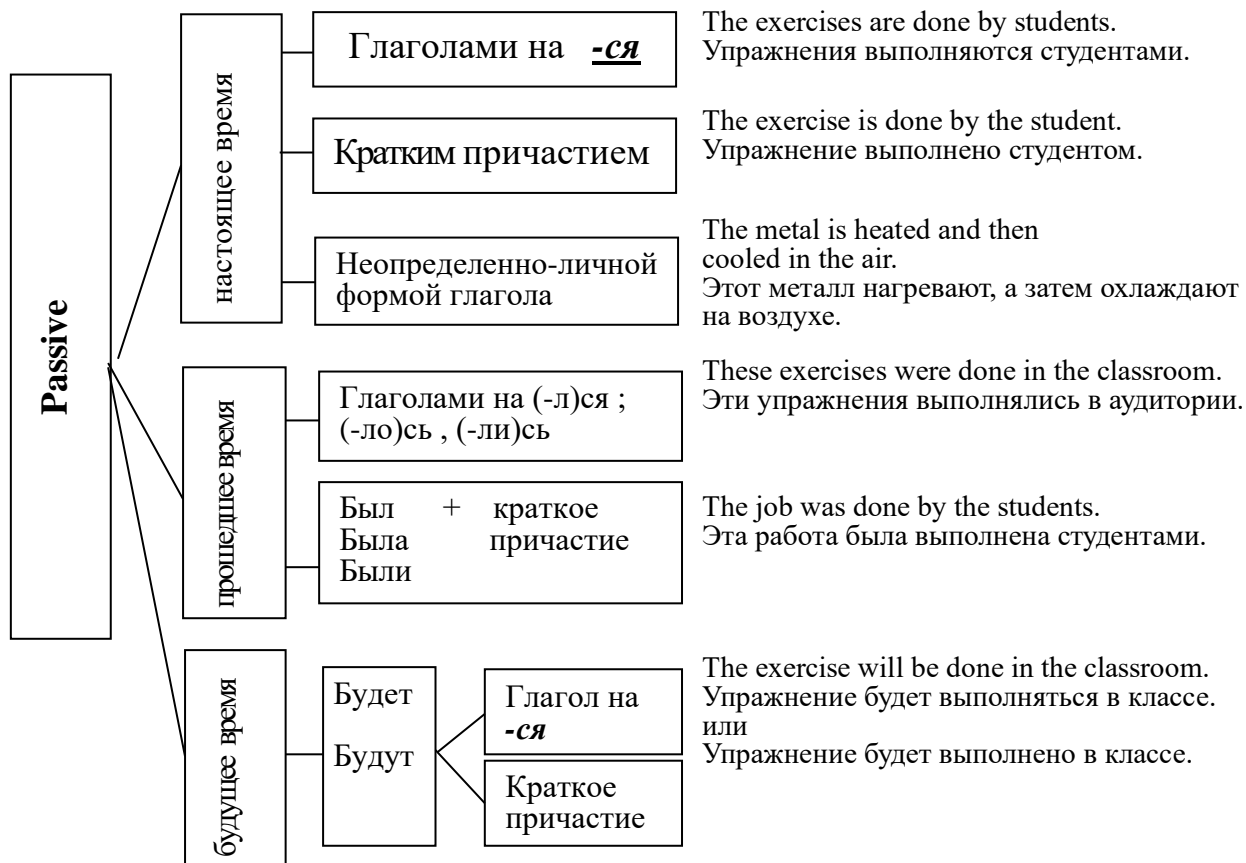 Passive
настоящее время
Глаголами на -ся
The exercises are done by students.
Упражнения выполняются студентами.
Кратким причастием
The exercise is done by the student.
Упражнение выполнено студентом.
Неопределенно-личной
формой глагола
The metal is heated and then
cooled in the air.
Этот металл нагревают, а затем охлаждают
на воздухе.
прошедшее время
Глаголами на (-л)ся ;
(-ло)сь , (-ли)сь
These exercises were done in the classroom.
Эти упражнения выполнялись в аудитории.
Был + краткое
Была причастие
Были
The job was done by the students.
Эта работа была выполнена студентами.
будущее время
Будет
Будут
Глагол на
-ся
Краткое
причастие
The exercise will be done in the classroom.
Упражнение будет выполняться в классе.
или
Упражнение будет выполнено в классе.